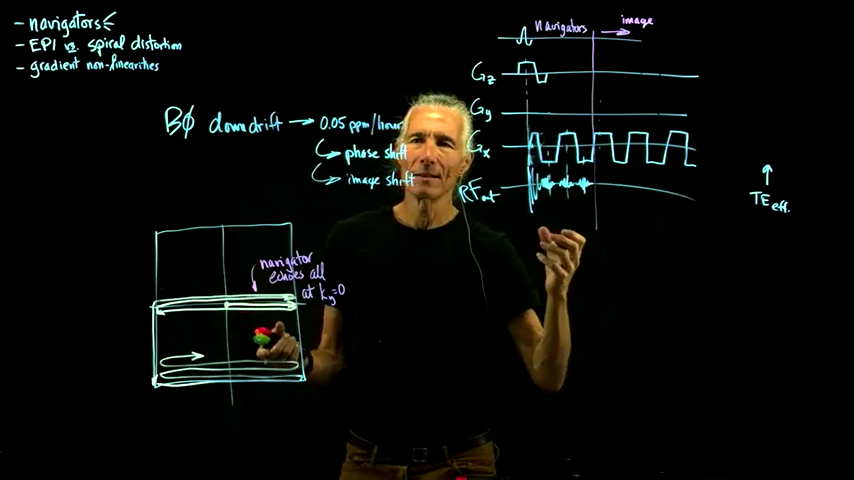 - navigators
- EPI vs. spiral distortion
- gradient non-linearities
BØ downdrift → 0.05 ppm/hour
→ phase shift
→ image shift
navigator
echoes all
at ky=0
Navigators
image
Gz
Gy
Gx
RFout
TEeff.